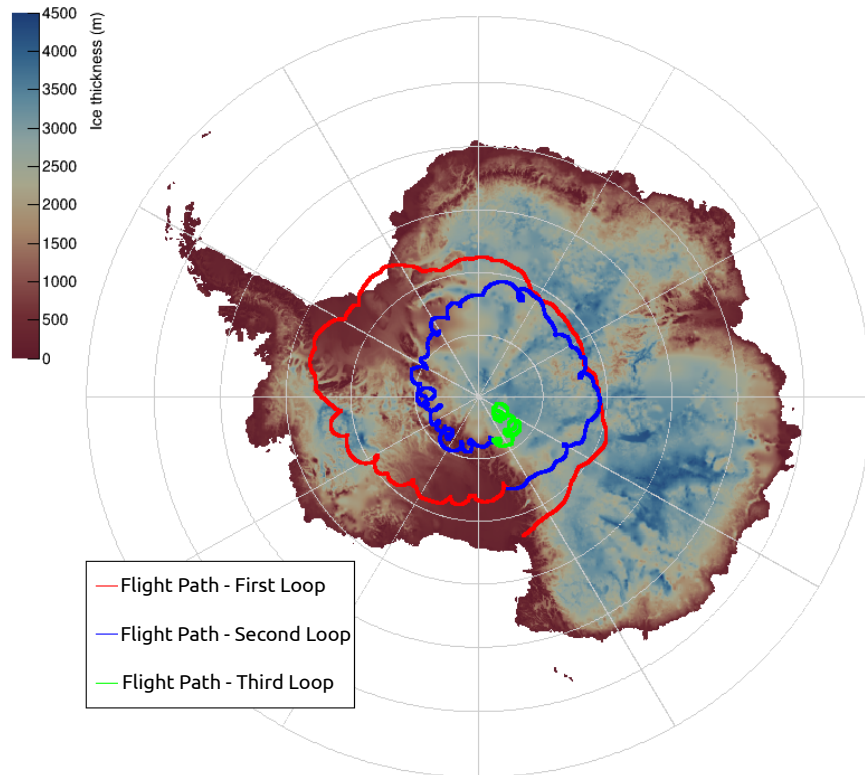 4500
4000
3500
3000
2500
2000
1500
1000
500
0
Ice thickness (m)
Flight Path - First Loop
Flight Path - Second Loop
Flight Path - Third Loop